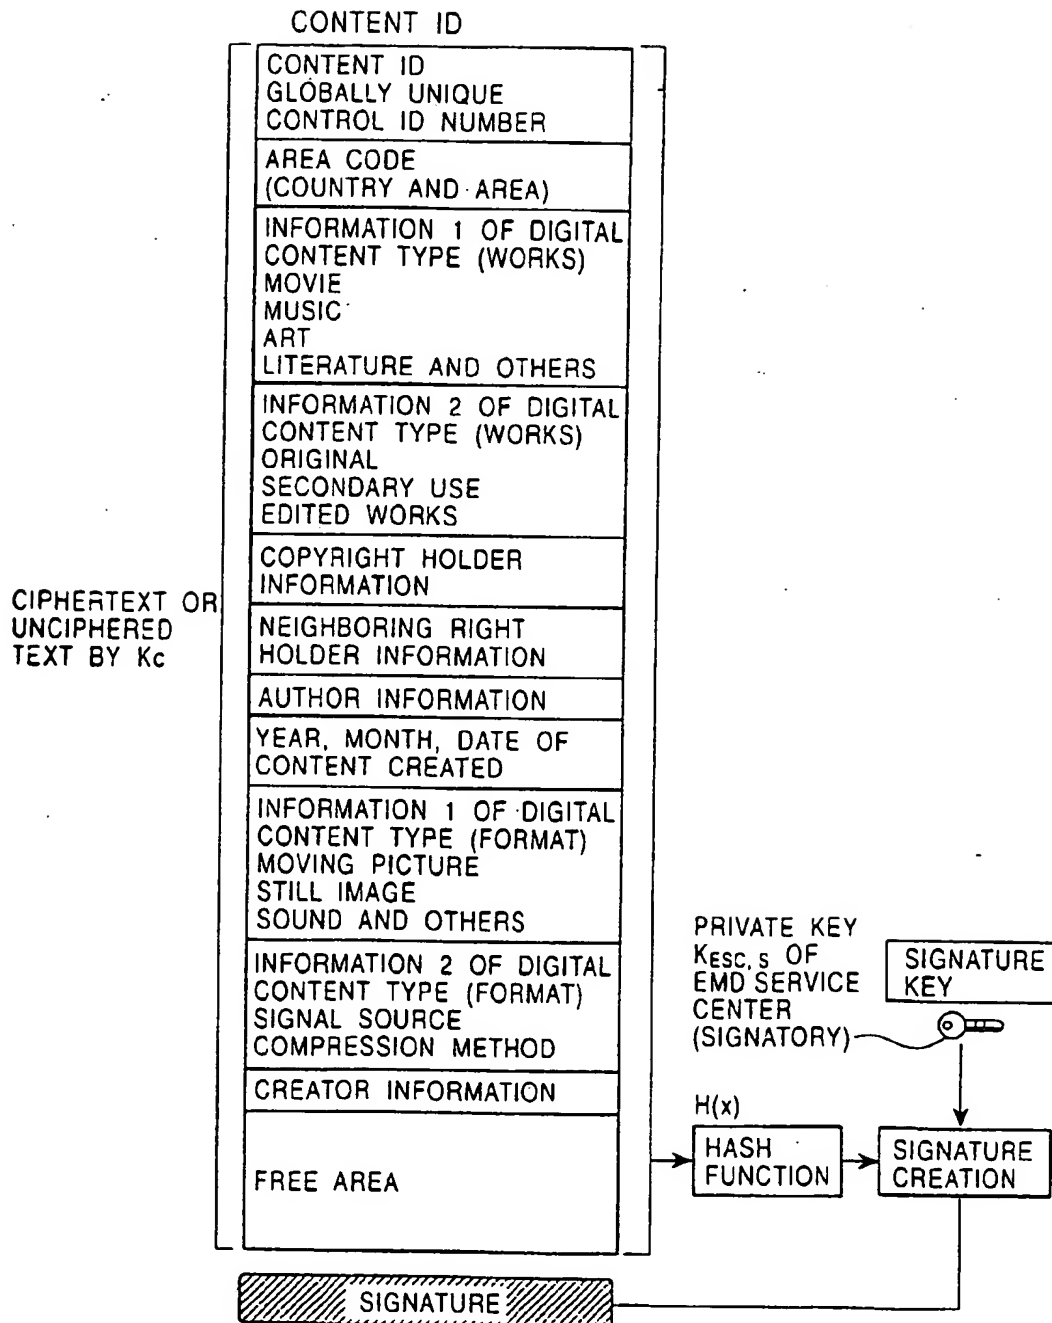 CONTENT ID
CONTENT ID
GLOBALLY UNIQUE
CONTROL ID NUMBER
AREA CODE
(COUNTRY AND AREA)
INFORMATION 1 OF DIGITAL
CONTENT TYPE (WORKS)
MOVIE
MUSIC
ART
LITERATURE AND OTHERS
INFORMATION 2 OF DIGITAL
CONTENT TYPE (WORKS)
ORIGINAL
SECONDARY USE
EDITED WORKS
COPYRIGHT HOLDER
INFORMATION
NEIGHBORING RIGHT
HOLDER INFORMATION
AUTHOR INFORMATION
YEAR, MONTH, DATE OF
CONTENT CREATED
INFORMATION 1 OF DIGITAL
CONTENT TYPE (FORMAT)
MOVING PICTURE
STILL IMAGE
SOUND AND OTHERS
INFORMATION 2 OF DIGITAL
CONTENT TYPE (FORMAT)
SIGNAL SOURCE
COMPRESSION METHOD
CREATOR INFORMATION
FREE AREA
CIPHERTEXT OR
UNCIPHERED
TEXT BY Kc
PRIVATE KEY
KESC, S OF
EMD SERVICE
CENTER
(SIGNATORY)
SIGNATURE
KEY
H(x)
HASH
FUNCTION
SIGNATURE
CREATION
SIGNATURE